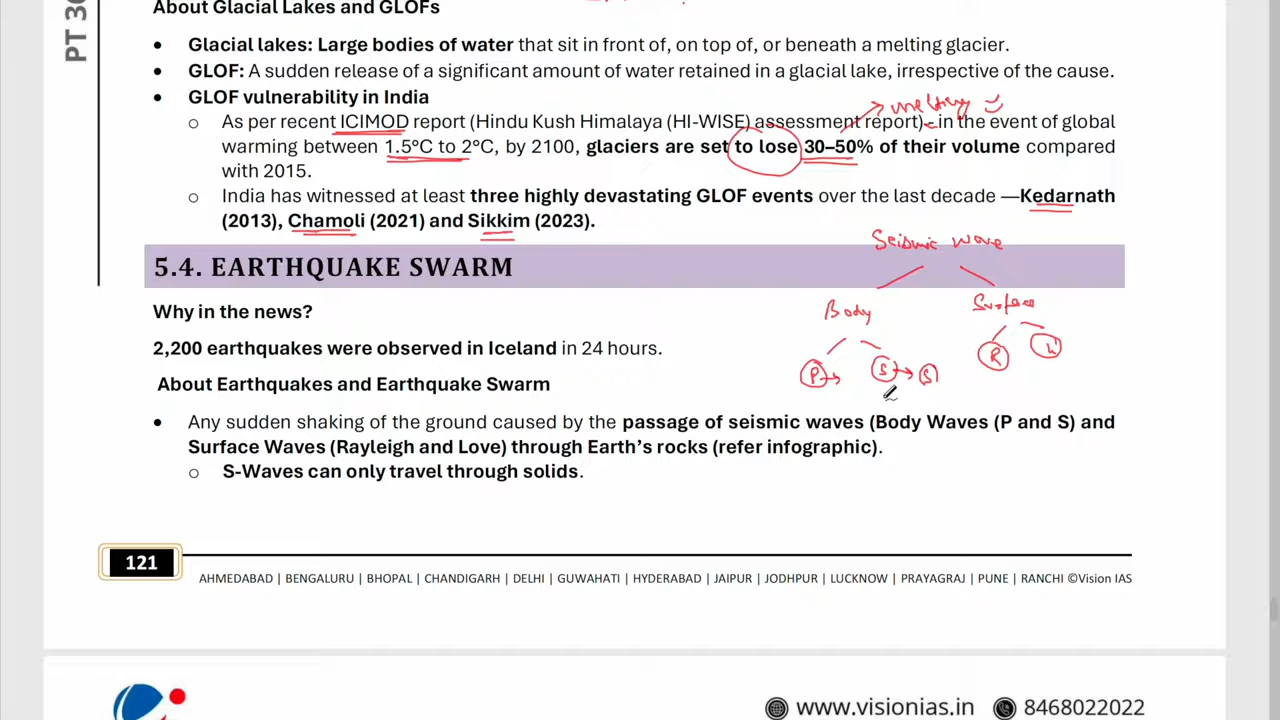 About Glacial Lakes and GLOFs
PT 36
• Glacial lakes: Large bodies of water that sit in front of, on top of, or beneath a melting glacier.
• GLOF: A sudden release of a significant amount of water retained in a glacial lake, irrespective of the cause.
• GLOF vulnerability in India
melting
o As per recent ICIMOD report (Hindu Kush Himalaya (HI-WISE) assessment report) - in the event of global
warming between 1.5°C to 2°C, by 2100, glaciers are set to lose 30–50% of their volume compared
with 2015.
o India has witnessed at least three highly devastating GLOF events over the last decade —Kedarnath
(2013), Chamoli (2021) and Sikkim (2023).
Seismic wave
5.4. EARTHQUAKE SWARM
Body Surface
Why in the news?
R L
2,200 earthquakes were observed in Iceland in 24 hours.
P S S
About Earthquakes and Earthquake Swarm
• Any sudden shaking of the ground caused by the passage of seismic waves (Body Waves (P and S) and
Surface Waves (Rayleigh and Love) through Earth's rocks (refer infographic).
o S-Waves can only travel through solids.
121
AHMEDABAD | BENGALURU | BHOPAL | CHANDIGARH | DELHI | GUWAHATI | HYDERABAD | JAIPUR | JODHPUR | LUCKNOW | PRAYAGRAJ | PUNE | RANCHI ©Vision IAS
www.visionias.in 8468022022